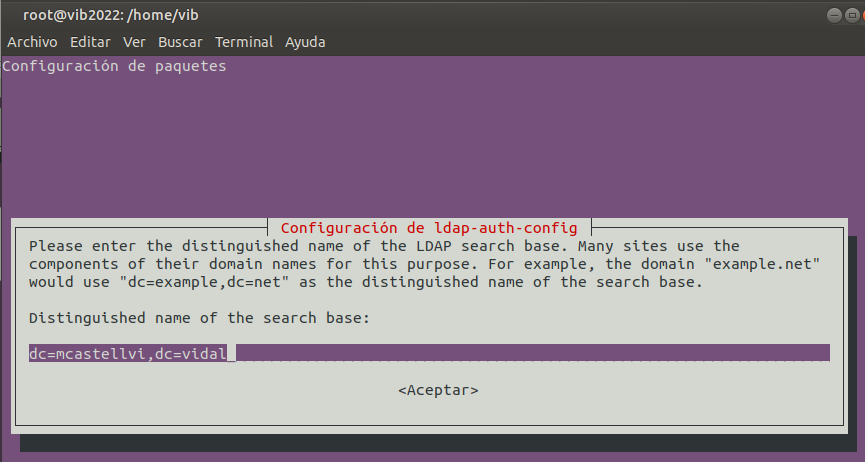 root@vib2022: /home/vib
Archivo Editar Ver Buscar Terminal Ayuda
Configuración de paquetes
Configuración de ldap-auth-config
Please enter the distinguished name of the LDAP search base. Many sites use the
components of their domain names for this purpose. For example, the domain "example.net"
would use "dc=example,dc=net" as the distinguished name of the search base.
Distinguished name of the search base:
dc=mcastellvi,dc=vidal_
<Aceptar>